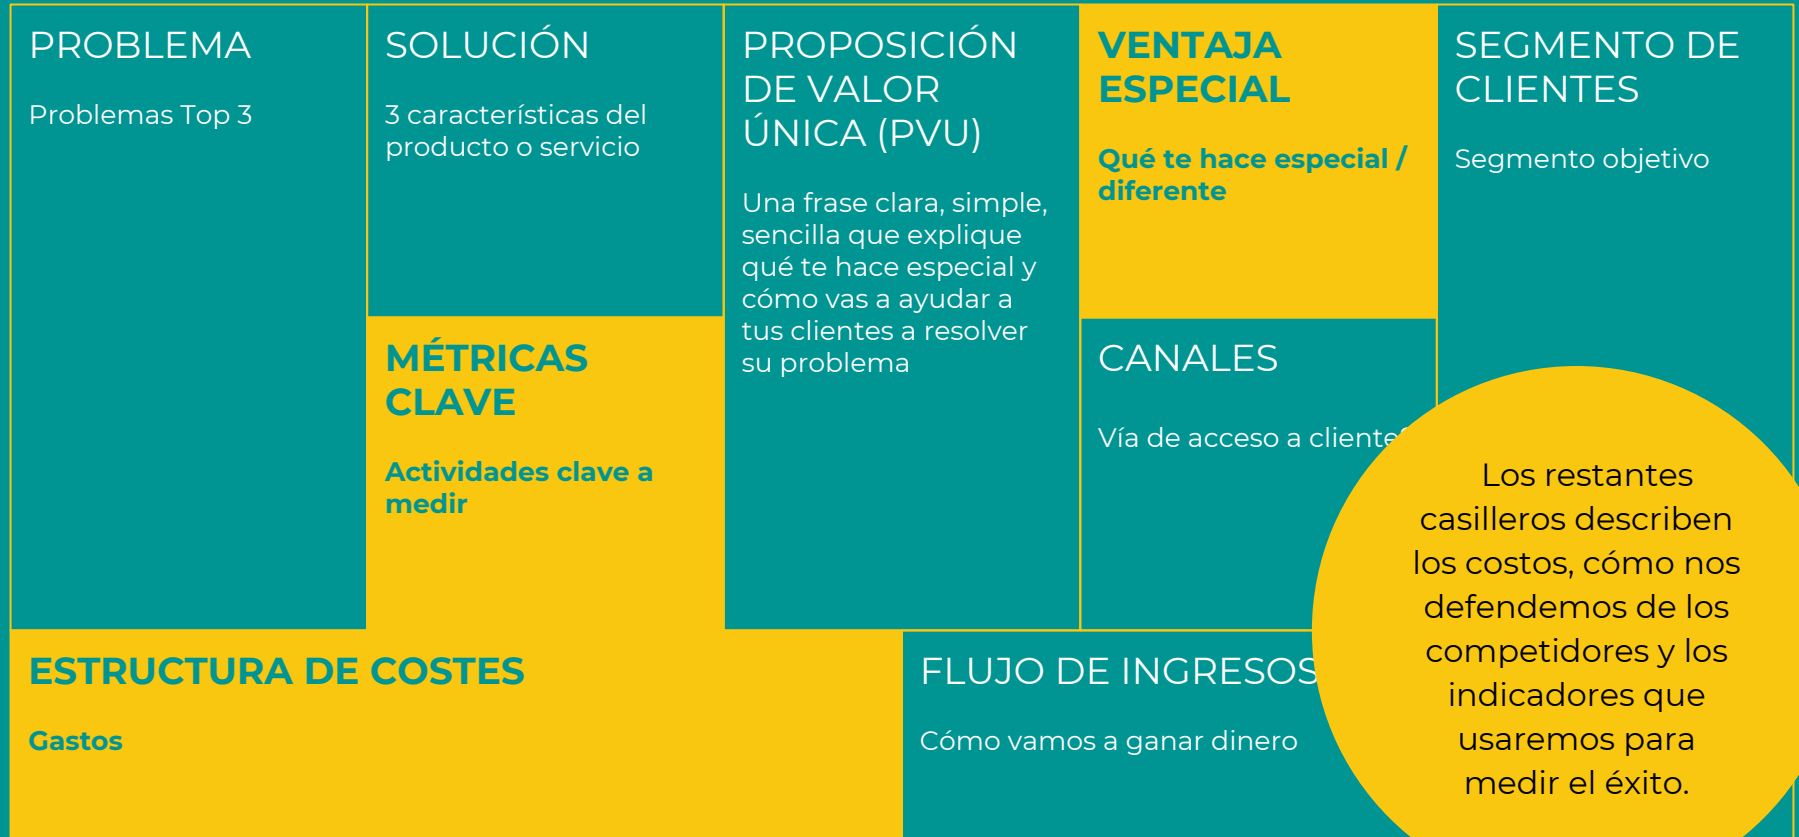 PROBLEMA
Problemas Top 3
SOLUCIÓN
3 características del
producto o servicio
MÉTRICAS
CLAVE
Actividades clave a
medir
PROPOSICIÓN
DE VALOR
ÚNICA (PVU)
Una frase clara, simple,
sencilla que explique
qué te hace especial y
cómo vas a ayudar a
tus clientes a resolver
su problema
VENTAJA
ESPECIAL
Qué te hace especial /
diferente
CANALES
Vía de acceso a clientes
SEGMENTO DE
CLIENTES
Segmento objetivo
ESTRUCTURA DE COSTES
Gastos
FLUJO DE INGRESOS
Cómo vamos a ganar dinero
Los restantes
casilleros describen
los costos, cómo nos
defendemos de los
competidores y los
indicadores que
usaremos para
medir el éxito.